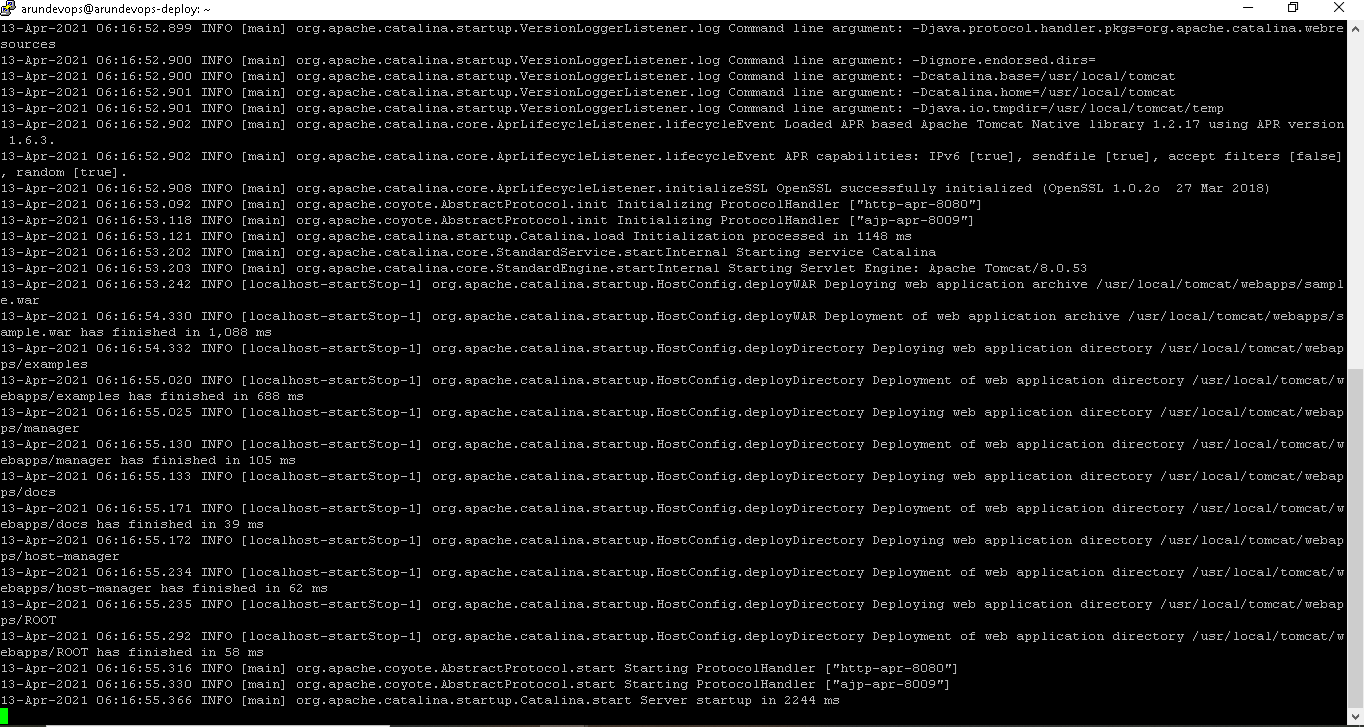 arundevops@arundevops-deploy: ~
13-Apr-2021 06:16:52.899 INFO [main] org.apache.catalina.startup.VersionLoggerListener.log Command line argument: -Djava.protocol.handler.pkgs=org.apache.catalina.webre
sources
13-Apr-2021 06:16:52.900 INFO [main] org.apache.catalina.startup.VersionLoggerListener.log Command line argument: -Dignore.endorsed.dirs=
13-Apr-2021 06:16:52.900 INFO [main] org.apache.catalina.startup.VersionLoggerListener.log Command line argument: -Dcatalina.base=/usr/local/tomcat
13-Apr-2021 06:16:52.901 INFO [main] org.apache.catalina.startup.VersionLoggerListener.log Command line argument: -Dcatalina.home=/usr/local/tomcat
13-Apr-2021 06:16:52.901 INFO [main] org.apache.catalina.startup.VersionLoggerListener.log Command line argument: -Djava.io.tmpdir=/usr/local/tomcat/temp
13-Apr-2021 06:16:52.902 INFO [main] org.apache.catalina.core.AprLifecycleListener.lifecycleEvent Loaded APR based Apache Tomcat Native library 1.2.17 using APR version
 1.6.3.
13-Apr-2021 06:16:52.902 INFO [main] org.apache.catalina.core.AprLifecycleListener.lifecycleEvent APR capabilities: IPv6 [true], sendfile [true], accept filters [false]
, random [true].
13-Apr-2021 06:16:52.908 INFO [main] org.apache.catalina.core.AprLifecycleListener.initializeSSL OpenSSL successfully initialized (OpenSSL 1.0.2o  27 Mar 2018)
13-Apr-2021 06:16:53.092 INFO [main] org.apache.coyote.AbstractProtocol.init Initializing ProtocolHandler ["http-apr-8080"]
13-Apr-2021 06:16:53.118 INFO [main] org.apache.coyote.AbstractProtocol.init Initializing ProtocolHandler ["ajp-apr-8009"]
13-Apr-2021 06:16:53.121 INFO [main] org.apache.catalina.startup.Catalina.load Initialization processed in 1148 ms
13-Apr-2021 06:16:53.202 INFO [main] org.apache.catalina.core.StandardService.startInternal Starting service Catalina
13-Apr-2021 06:16:53.203 INFO [main] org.apache.catalina.core.StandardEngine.startInternal Starting Servlet Engine: Apache Tomcat/8.0.53
13-Apr-2021 06:16:53.242 INFO [localhost-startStop-1] org.apache.catalina.startup.HostConfig.deployWAR Deploying web application archive /usr/local/tomcat/webapps/sampl
e.war
13-Apr-2021 06:16:54.330 INFO [localhost-startStop-1] org.apache.catalina.startup.HostConfig.deployWAR Deployment of web application archive /usr/local/tomcat/webapps/s
ample.war has finished in 1,088 ms
13-Apr-2021 06:16:54.332 INFO [localhost-startStop-1] org.apache.catalina.startup.HostConfig.deployDirectory Deploying web application directory /usr/local/tomcat/webap
ps/examples
13-Apr-2021 06:16:55.020 INFO [localhost-startStop-1] org.apache.catalina.startup.HostConfig.deployDirectory Deployment of web application directory /usr/local/tomcat/w
ebapps/examples has finished in 688 ms
13-Apr-2021 06:16:55.025 INFO [localhost-startStop-1] org.apache.catalina.startup.HostConfig.deployDirectory Deploying web application directory /usr/local/tomcat/webap
ps/manager
13-Apr-2021 06:16:55.130 INFO [localhost-startStop-1] org.apache.catalina.startup.HostConfig.deployDirectory Deployment of web application directory /usr/local/tomcat/w
ebapps/manager has finished in 105 ms
13-Apr-2021 06:16:55.133 INFO [localhost-startStop-1] org.apache.catalina.startup.HostConfig.deployDirectory Deploying web application directory /usr/local/tomcat/webap
ps/docs
13-Apr-2021 06:16:55.171 INFO [localhost-startStop-1] org.apache.catalina.startup.HostConfig.deployDirectory Deployment of web application directory /usr/local/tomcat/w
ebapps/docs has finished in 39 ms
13-Apr-2021 06:16:55.172 INFO [localhost-startStop-1] org.apache.catalina.startup.HostConfig.deployDirectory Deploying web application directory /usr/local/tomcat/webap
ps/host-manager
13-Apr-2021 06:16:55.234 INFO [localhost-startStop-1] org.apache.catalina.startup.HostConfig.deployDirectory Deployment of web application directory /usr/local/tomcat/w
ebapps/host-manager has finished in 62 ms
13-Apr-2021 06:16:55.235 INFO [localhost-startStop-1] org.apache.catalina.startup.HostConfig.deployDirectory Deploying web application directory /usr/local/tomcat/webap
ps/ROOT
13-Apr-2021 06:16:55.292 INFO [localhost-startStop-1] org.apache.catalina.startup.HostConfig.deployDirectory Deployment of web application directory /usr/local/tomcat/w
ebapps/ROOT has finished in 58 ms
13-Apr-2021 06:16:55.316 INFO [main] org.apache.coyote.AbstractProtocol.start Starting ProtocolHandler ["http-apr-8080"]
13-Apr-2021 06:16:55.330 INFO [main] org.apache.coyote.AbstractProtocol.start Starting ProtocolHandler ["ajp-apr-8009"]
13-Apr-2021 06:16:55.366 INFO [main] org.apache.catalina.startup.Catalina.start Server startup in 2244 ms